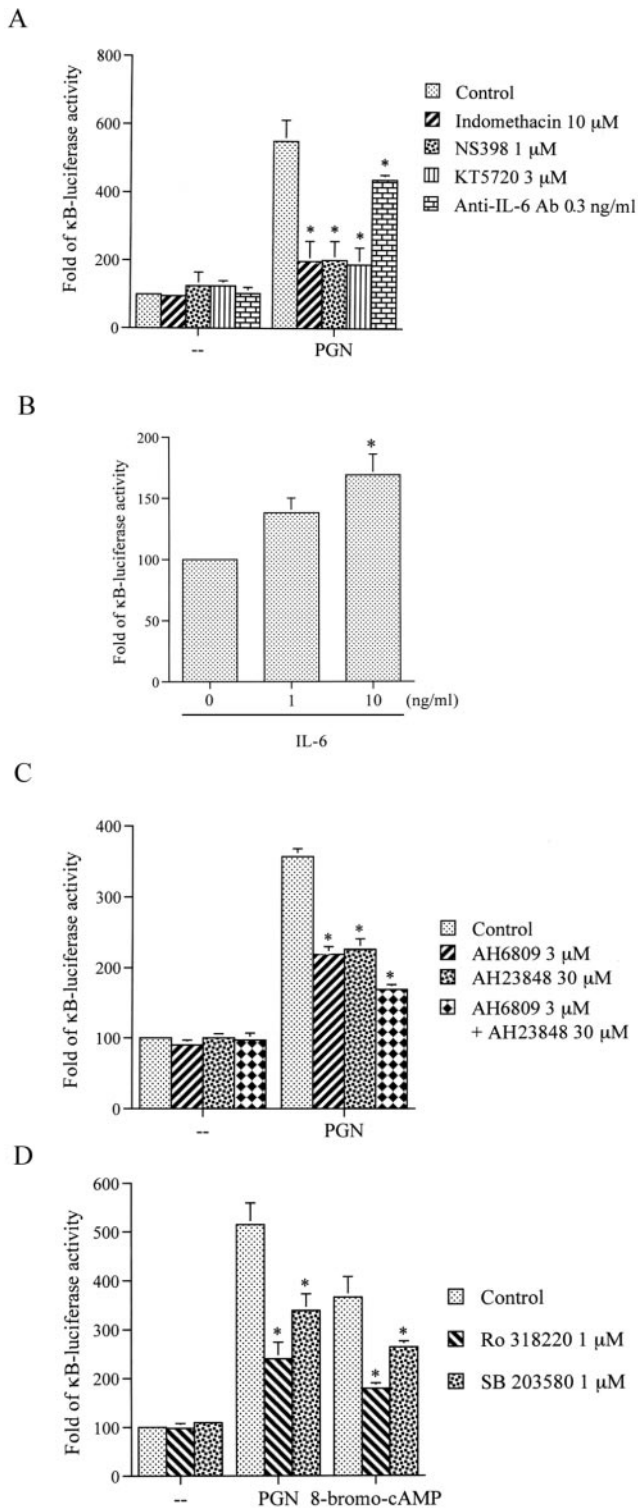 A
Fold of κB-luciferase activity
800
600
400
200
0
*
*
*
*
--
PGN
Control
Indomethacin 10 μM
NS398 1 μM
KT5720 3 μM
Anti-IL-6 Ab 0.3 ng/ml
B
Fold of κB-luciferase activity
200
150
100
50
0
*
0 1 10 (ng/ml)
IL-6
C
Fold of κB-luciferase activity
400
300
200
100
0
*
*
*
--
PGN
Control
AH6809 3 μM
AH23848 30 μM
AH6809 3 μM
+ AH23848 30 μM
D
Fold of κB-luciferase activity
600
500
400
300
200
100
0
*
*
*
*
--
PGN 8-bromo-cAMP
Control
Ro 318220 1 μM
SB 203580 1 μM